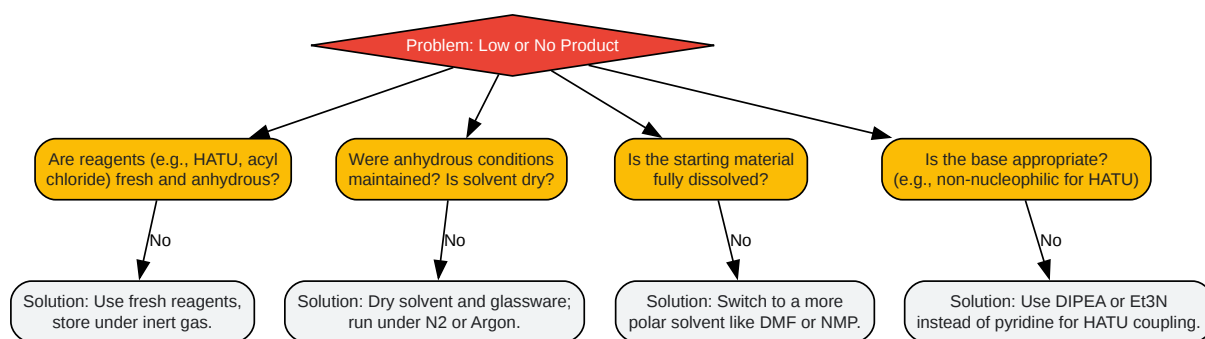 Problem: Low or No Product
Are reagents (e.g., HATU, acyl
chloride) fresh and anhydrous?
Were anhydrous conditions
maintained? Is solvent dry?
Is the starting material
fully dissolved?
Is the base appropriate?
(e.g., non-nucleophilic for HATU)
No
No
No
No
Solution: Use fresh reagents,
store under inert gas.
Solution: Dry solvent and glassware;
run under N2 or Argon.
Solution: Switch to a more
polar solvent like DMF or NMP.
Solution: Use DIPEA or Et3N
instead of pyridine for HATU coupling.